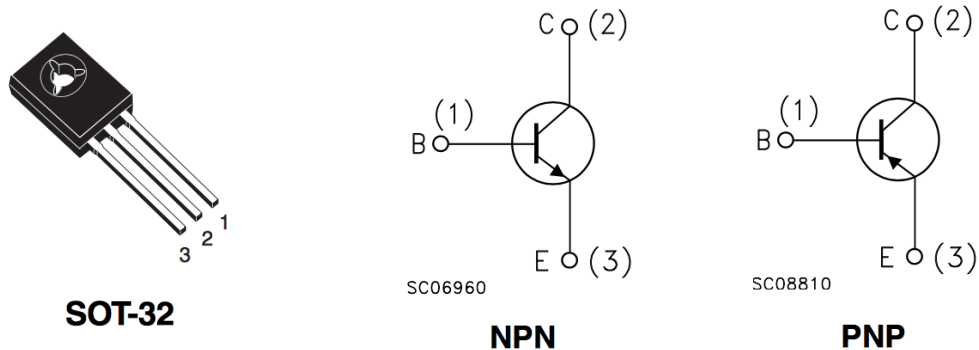 1
2
3
SOT-32
C (2)
(1)
B
E (3)
SC06960
NPN
C (2)
(1)
B
E (3)
SC08810
PNP